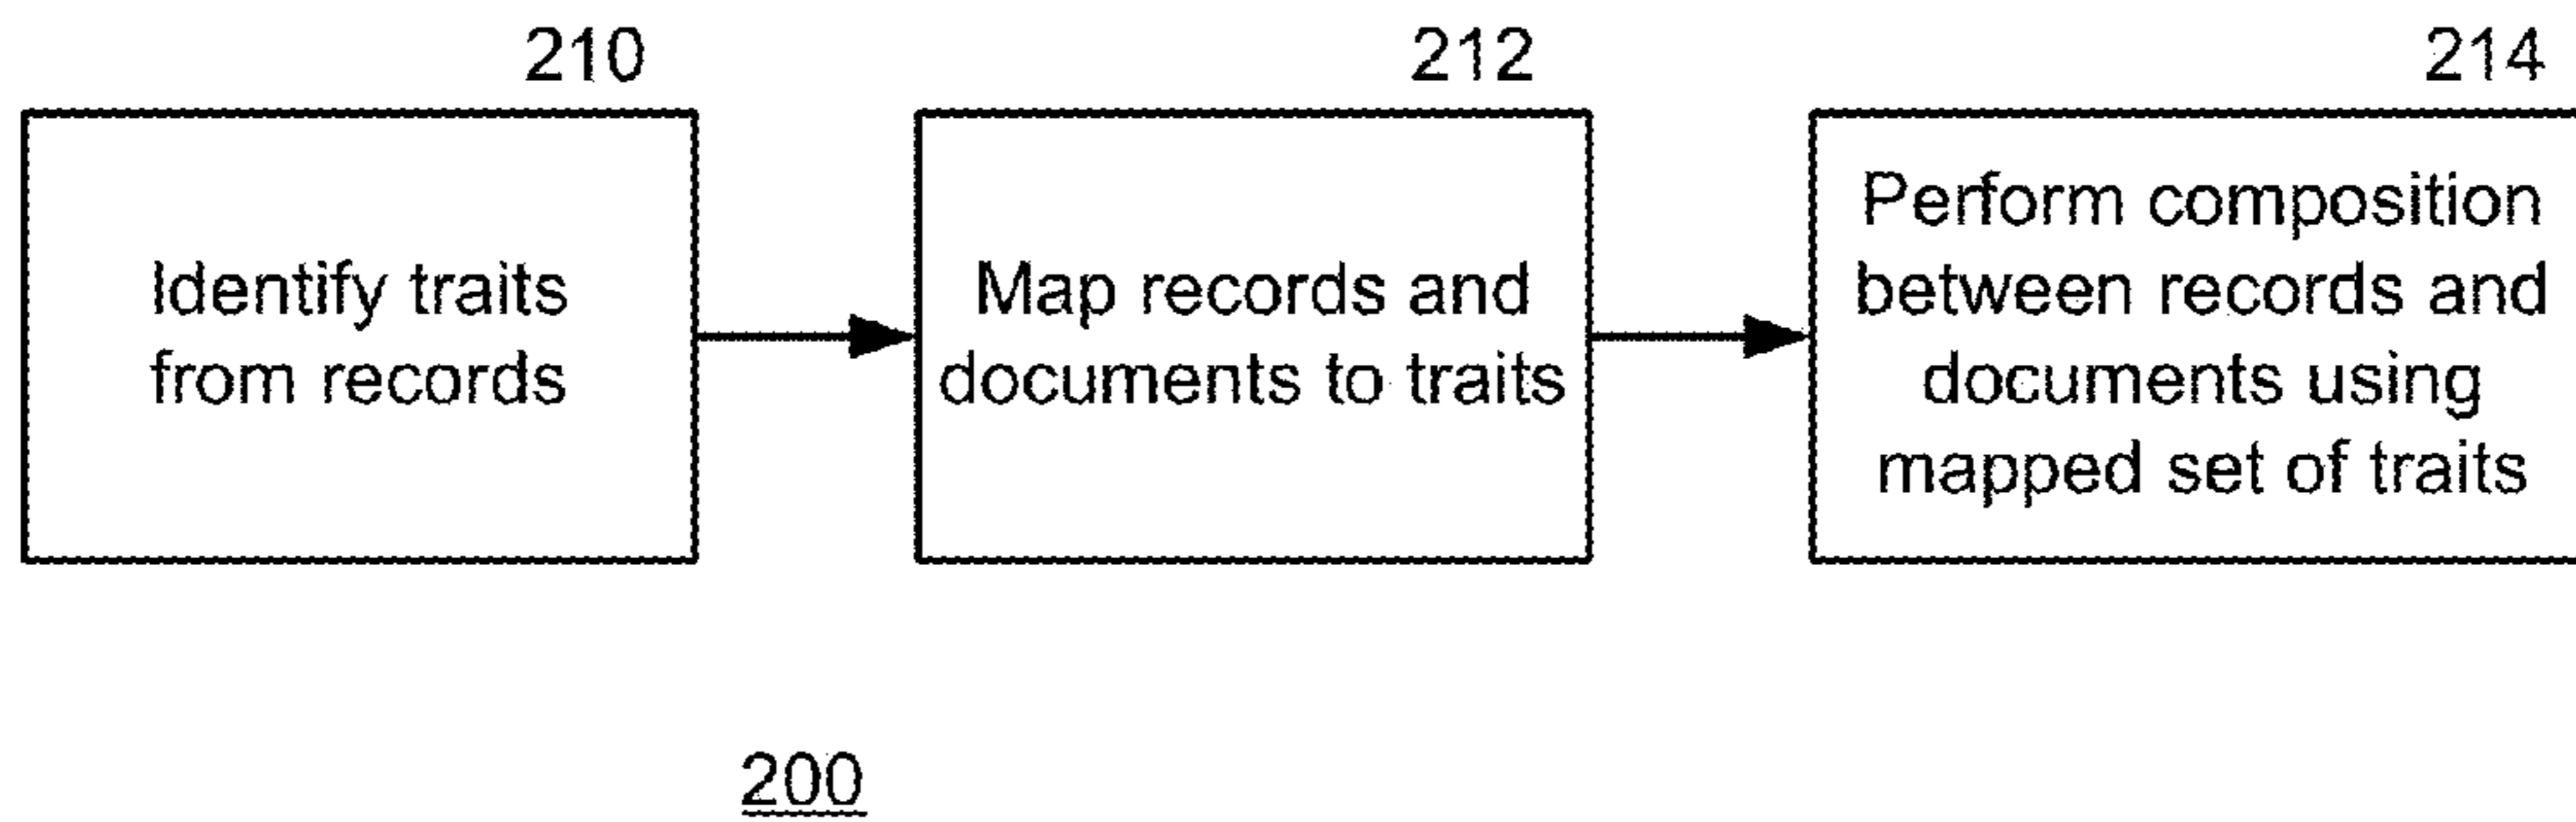 210
Identify traits
from records
212
Map records and
documents to traits
214
Perform composition
between records and
documents using
mapped set of traits
200